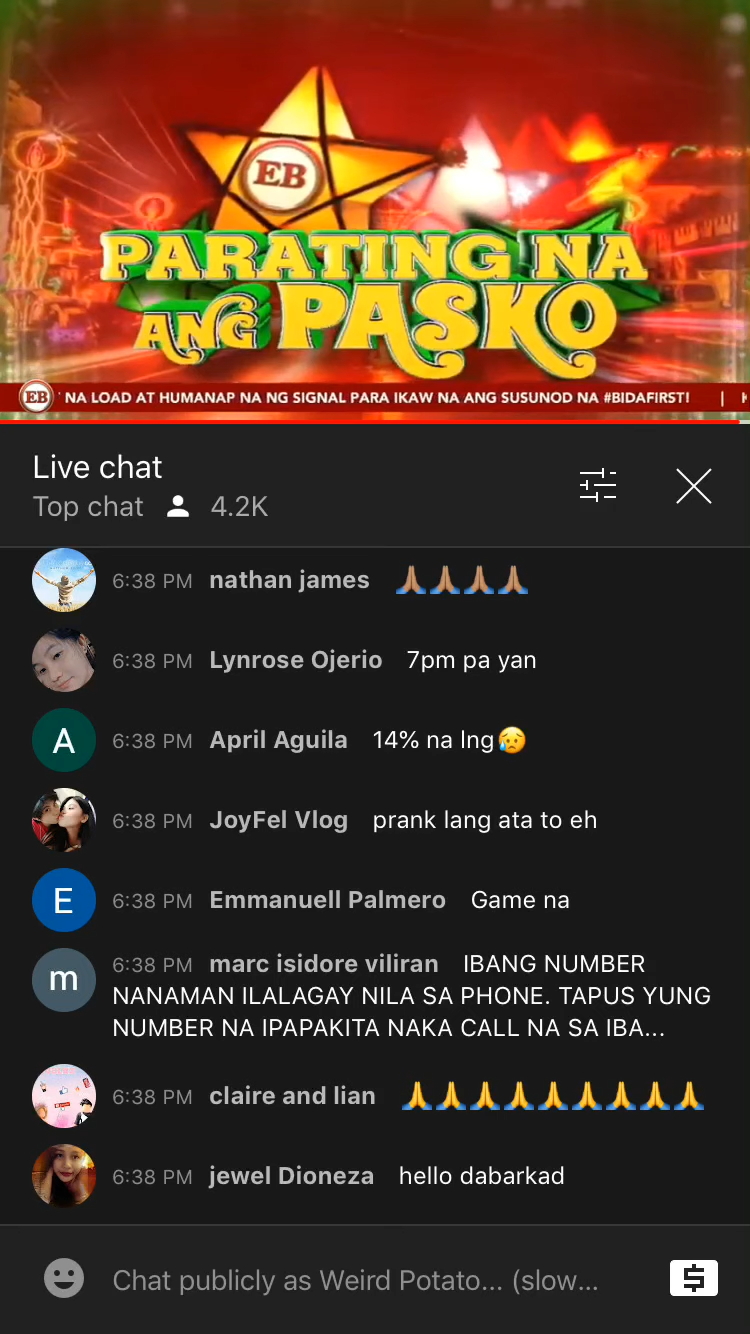 EB
PARATING NA
ANG PASKO
EB NA LOAD AT HUMANAP NA NG SIGNAL PARA IKAW NA ANG SUSUNOD NA #BIDAFIRST! |
Live chat
Top chat 4.2K
6:38 PM nathan james 🙏🏽🙏🏽🙏🏽🙏🏽
6:38 PM Lynrose Ojerio 7pm pa yan
A 6:38 PM April Aguila 14% na lng😥
6:38 PM JoyFel Vlog prank lang ata to eh
E 6:38 PM Emmanuell Palmero Game na
m 6:38 PM marc isidore viliran IBANG NUMBER
NANAMAN ILALAGAY NILA SA PHONE. TAPUS YUNG
NUMBER NA IPAPAKITA NAKA CALL NA SA IBA...
6:38 PM claire and lian 🙏🙏🙏🙏🙏🙏🙏🙏🙏
6:38 PM jewel Dioneza hello dabarkad
Chat publicly as Weird Potato... (slow...